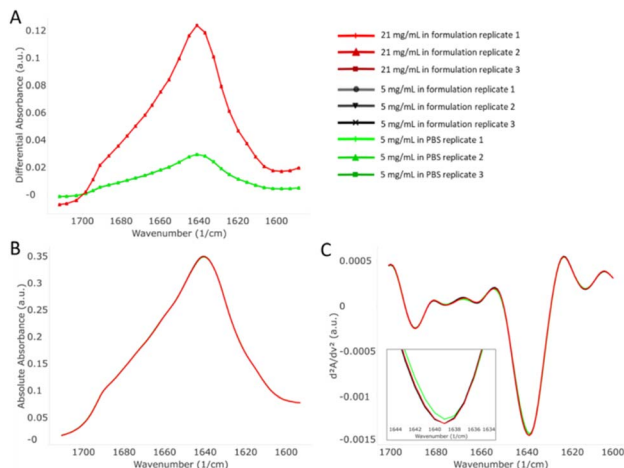 A
Differential Absorbance (a.u.)
0.12
0.1
0.08
0.06
0.04
0.02
-0
1700 1680 1660 1640 1620 1600
Wavenumber (1/cm)
21 mg/mL in formulation replicate 1
21 mg/mL in formulation replicate 2
21 mg/mL in formulation replicate 3
5 mg/mL in formulation replicate 1
5 mg/mL in formulation replicate 2
5 mg/mL in formulation replicate 3
5 mg/mL in PBS replicate 1
5 mg/mL in PBS replicate 2
5 mg/mL in PBS replicate 3
B
Absolute Absorbance (a.u.)
0.35
0.3
0.25
0.2
0.15
0.1
0.05
-0
1700 1680 1660 1640 1620 1600
Wavenumber (1/cm)
C
d²A/dv² (a.u.)
0.0005
0
-0.0005
-0.001
-0.0015
1644 1642 1640 1638 1636 1634
Wavenumber (1/cm)
1700 1680 1660 1640 1620 1600
Wavenumber (1/cm)